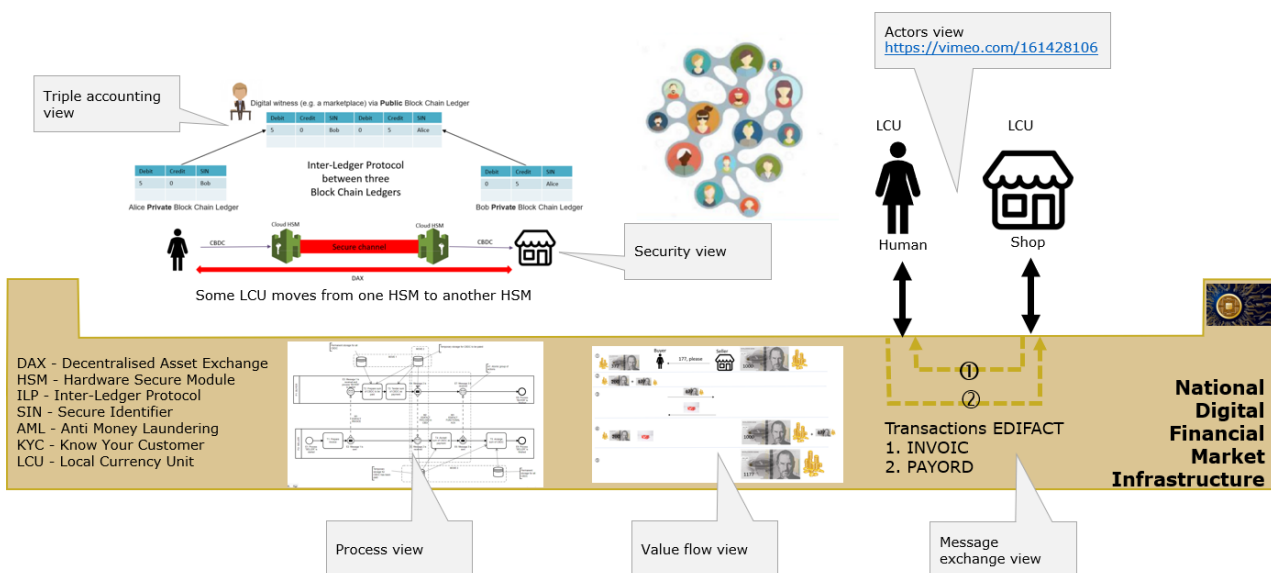 Actors view
https://vimeo.com/161428106
Triple accounting
view
Digital witness (e.g. a marketplace) via Public Block Chain Ledger
Debit Credit SIN Debit Credit SIN
5 0 Bob 0 5 Alice
Inter-Ledger Protocol
between three
Block Chain Ledgers
Debit Credit SIN
5 0 Bob
Alice Private Block Chain Ledger
Debit Credit SIN
0 5 Alice
Bob Private Block Chain Ledger
Cloud HSM
Cloud HSM
CBDC
Secure channel
CBDC
DAX
Some LCU moves from one HSM to another HSM
Security view
LCU
LCU
Human
Shop
DAX - Decentralised Asset Exchange
HSM - Hardware Secure Module
ILP - Inter-Ledger Protocol
SIN - Secure Identifier
AML - Anti Money Laundering
KYC - Know Your Customer
LCU - Local Currency Unit
Buyer
177, please
Seller
1000
1000
1177
①
②
Transactions EDIFACT
1. INVOIC
2. PAYORD
National
Digital
Financial
Market
Infrastructure
Process view
Value flow view
Message
exchange view